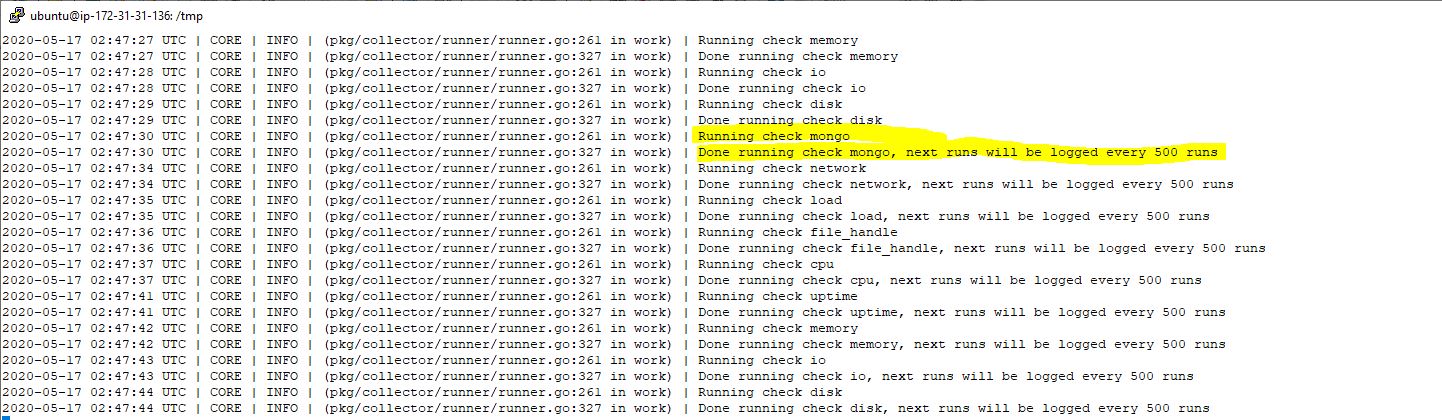 ubuntu@ip-172-31-31-136: /tmp
2020-05-17 02:47:27 UTC | CORE | INFO | (pkg/collector/runner/runner.go:261 in work) | Running check memory
2020-05-17 02:47:27 UTC | CORE | INFO | (pkg/collector/runner/runner.go:327 in work) | Done running check memory
2020-05-17 02:47:28 UTC | CORE | INFO | (pkg/collector/runner/runner.go:261 in work) | Running check io
2020-05-17 02:47:28 UTC | CORE | INFO | (pkg/collector/runner/runner.go:327 in work) | Done running check io
2020-05-17 02:47:29 UTC | CORE | INFO | (pkg/collector/runner/runner.go:261 in work) | Running check disk
2020-05-17 02:47:29 UTC | CORE | INFO | (pkg/collector/runner/runner.go:327 in work) | Done running check disk
2020-05-17 02:47:30 UTC | CORE | INFO | (pkg/collector/runner/runner.go:261 in work) | Running check mongo
2020-05-17 02:47:30 UTC | CORE | INFO | (pkg/collector/runner/runner.go:327 in work) | Done running check mongo, next runs will be logged every 500 runs
2020-05-17 02:47:34 UTC | CORE | INFO | (pkg/collector/runner/runner.go:261 in work) | Running check network
2020-05-17 02:47:34 UTC | CORE | INFO | (pkg/collector/runner/runner.go:327 in work) | Done running check network, next runs will be logged every 500 runs
2020-05-17 02:47:35 UTC | CORE | INFO | (pkg/collector/runner/runner.go:261 in work) | Running check load
2020-05-17 02:47:35 UTC | CORE | INFO | (pkg/collector/runner/runner.go:327 in work) | Done running check load, next runs will be logged every 500 runs
2020-05-17 02:47:36 UTC | CORE | INFO | (pkg/collector/runner/runner.go:261 in work) | Running check file_handle
2020-05-17 02:47:36 UTC | CORE | INFO | (pkg/collector/runner/runner.go:327 in work) | Done running check file_handle, next runs will be logged every 500 runs
2020-05-17 02:47:37 UTC | CORE | INFO | (pkg/collector/runner/runner.go:261 in work) | Running check cpu
2020-05-17 02:47:37 UTC | CORE | INFO | (pkg/collector/runner/runner.go:327 in work) | Done running check cpu, next runs will be logged every 500 runs
2020-05-17 02:47:41 UTC | CORE | INFO | (pkg/collector/runner/runner.go:261 in work) | Running check uptime
2020-05-17 02:47:41 UTC | CORE | INFO | (pkg/collector/runner/runner.go:327 in work) | Done running check uptime, next runs will be logged every 500 runs
2020-05-17 02:47:42 UTC | CORE | INFO | (pkg/collector/runner/runner.go:261 in work) | Running check memory
2020-05-17 02:47:42 UTC | CORE | INFO | (pkg/collector/runner/runner.go:327 in work) | Done running check memory, next runs will be logged every 500 runs
2020-05-17 02:47:43 UTC | CORE | INFO | (pkg/collector/runner/runner.go:261 in work) | Running check io
2020-05-17 02:47:43 UTC | CORE | INFO | (pkg/collector/runner/runner.go:327 in work) | Done running check io, next runs will be logged every 500 runs
2020-05-17 02:47:44 UTC | CORE | INFO | (pkg/collector/runner/runner.go:261 in work) | Running check disk
2020-05-17 02:47:44 UTC | CORE | INFO | (pkg/collector/runner/runner.go:327 in work) | Done running check disk, next runs will be logged every 500 runs